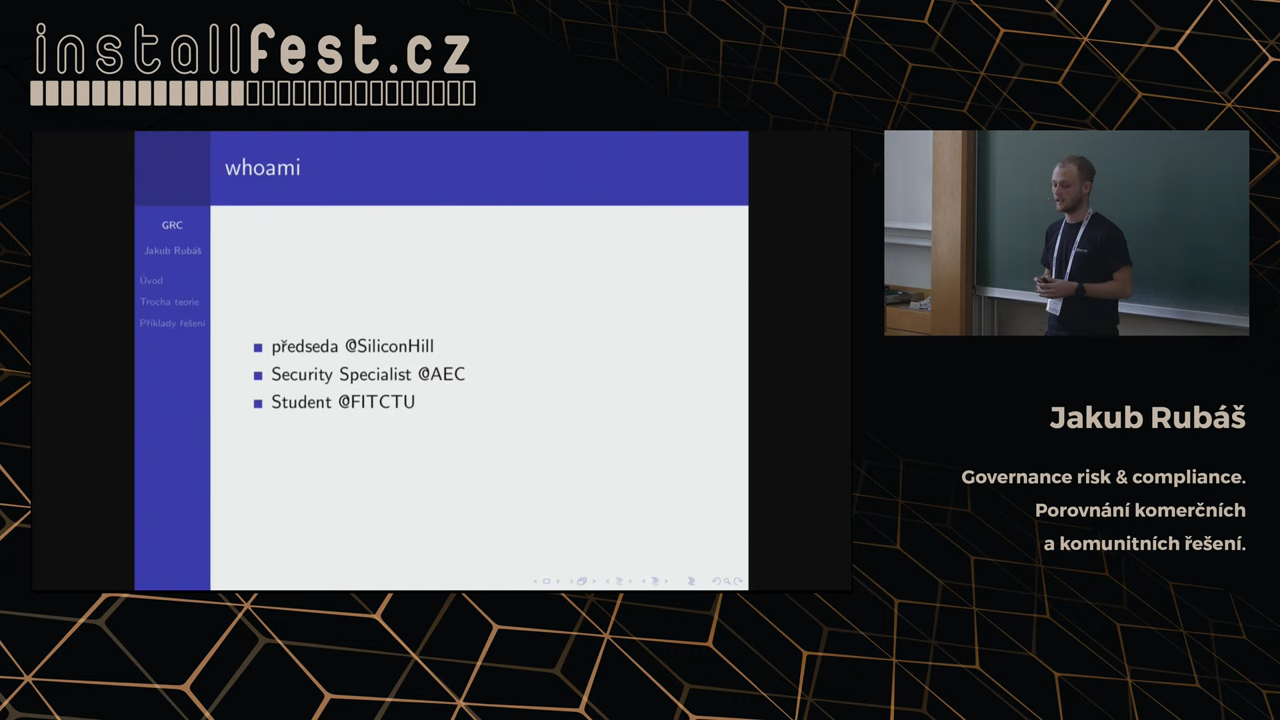 installfest.cz
whoami
GRC
Jakub Rubáš
Úvod
Trocha teorie
Příklady řešení
předseda @SiliconHill
Security Specialist @AEC
Student @FITCTU
Jakub Rubáš
Governance risk & compliance.
Porovnání komerčních
a komunitních řešení.